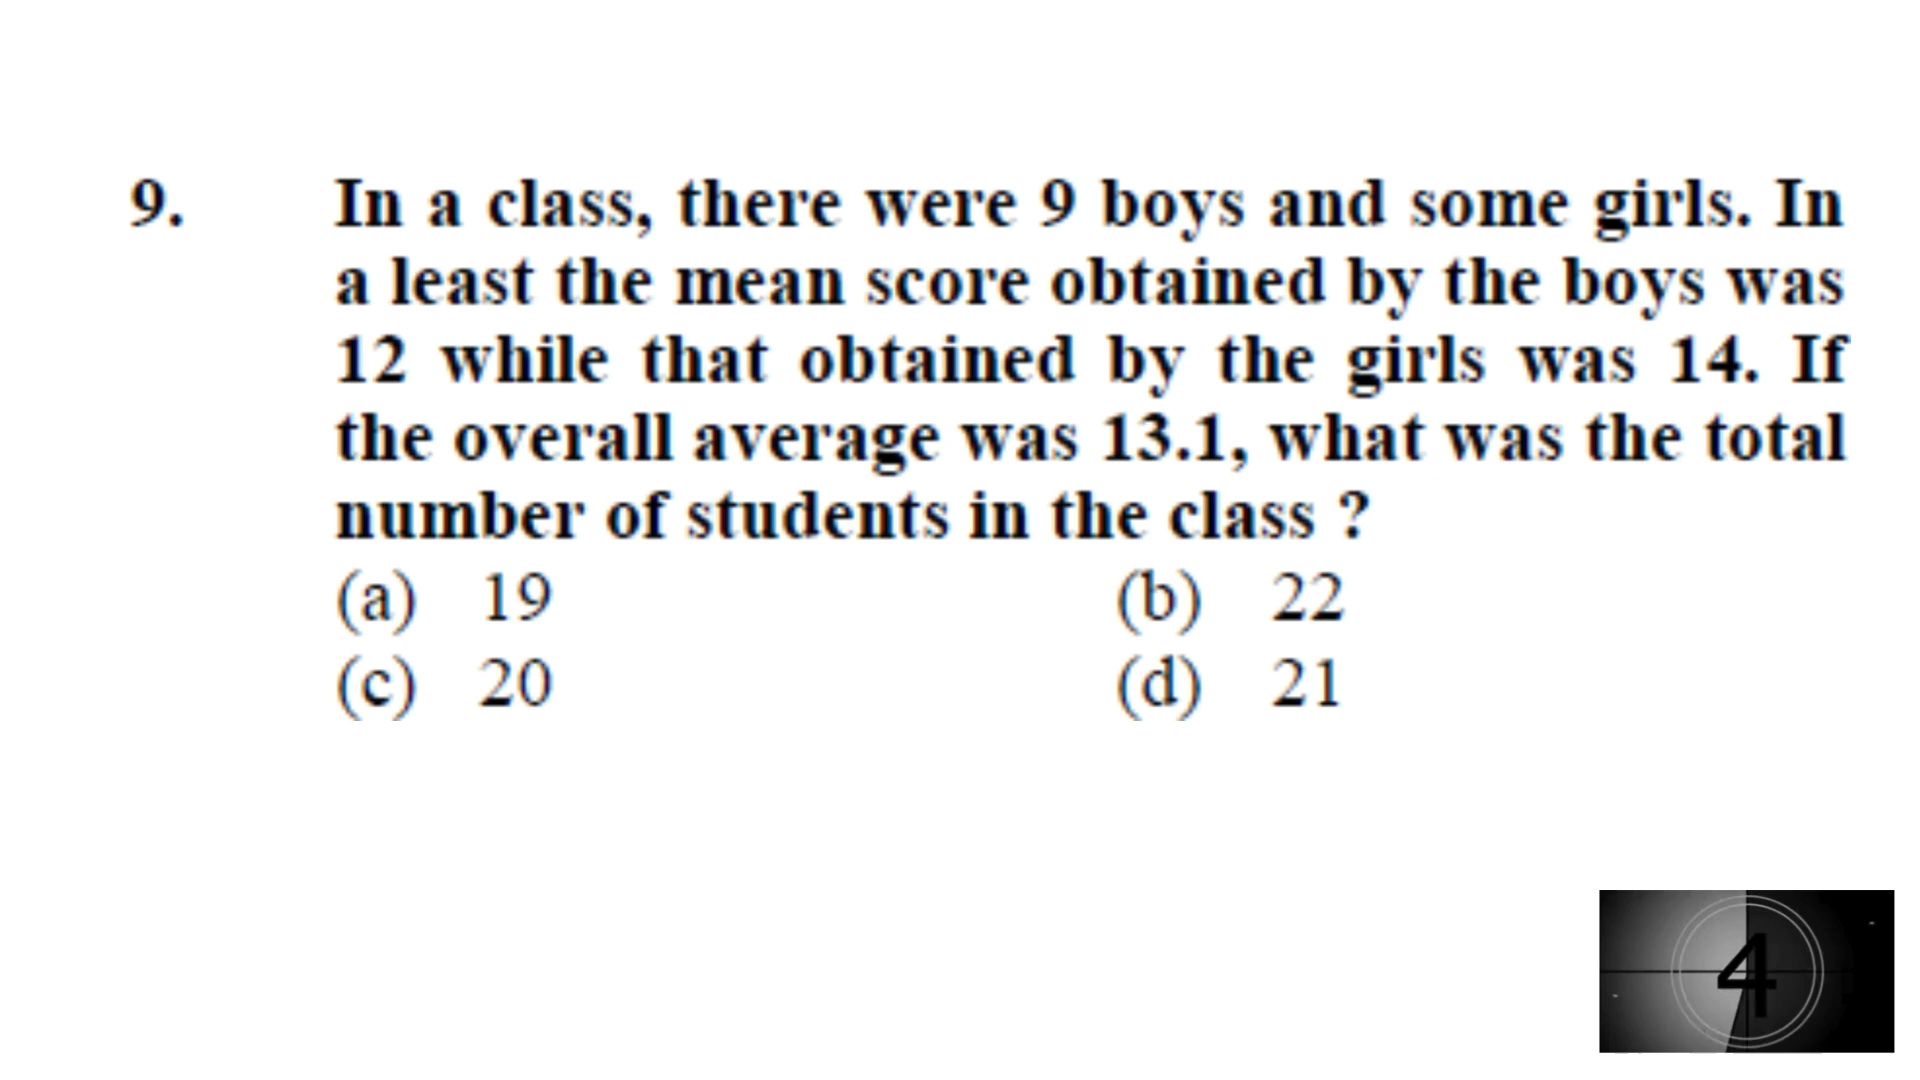 9. In a class, there were 9 boys and some girls. In
a least the mean score obtained by the boys was
12 while that obtained by the girls was 14. If
the overall average was 13.1, what was the total
number of students in the class ?
(a) 19 (b) 22
(c) 20 (d) 21
4